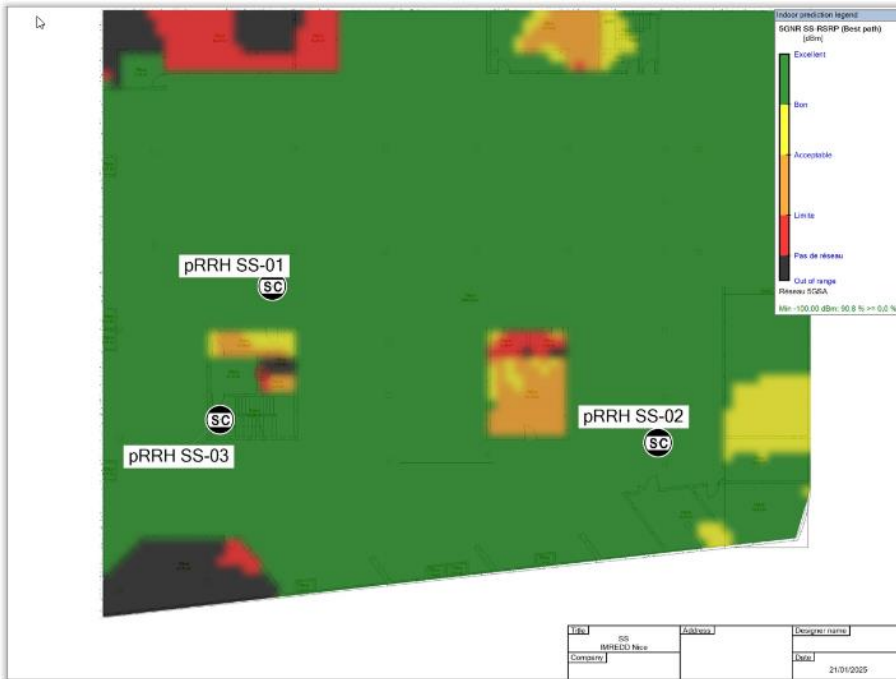 Indoor prediction legend
5GNR SS-RSRP (Best path)
[dBm]
Excellent
Bon
Acceptable
Limite
Pas de réseau
Out of range
Réseau 5GSA
Min -100.00 dBm: 90.8 % >= 0.0 %
pRRH SS-01
SC
pRRH SS-02
SC
SC
pRRH SS-03
Title
SS
IMREDD Nice
Company
Address
Designer name
Date
21/01/2025